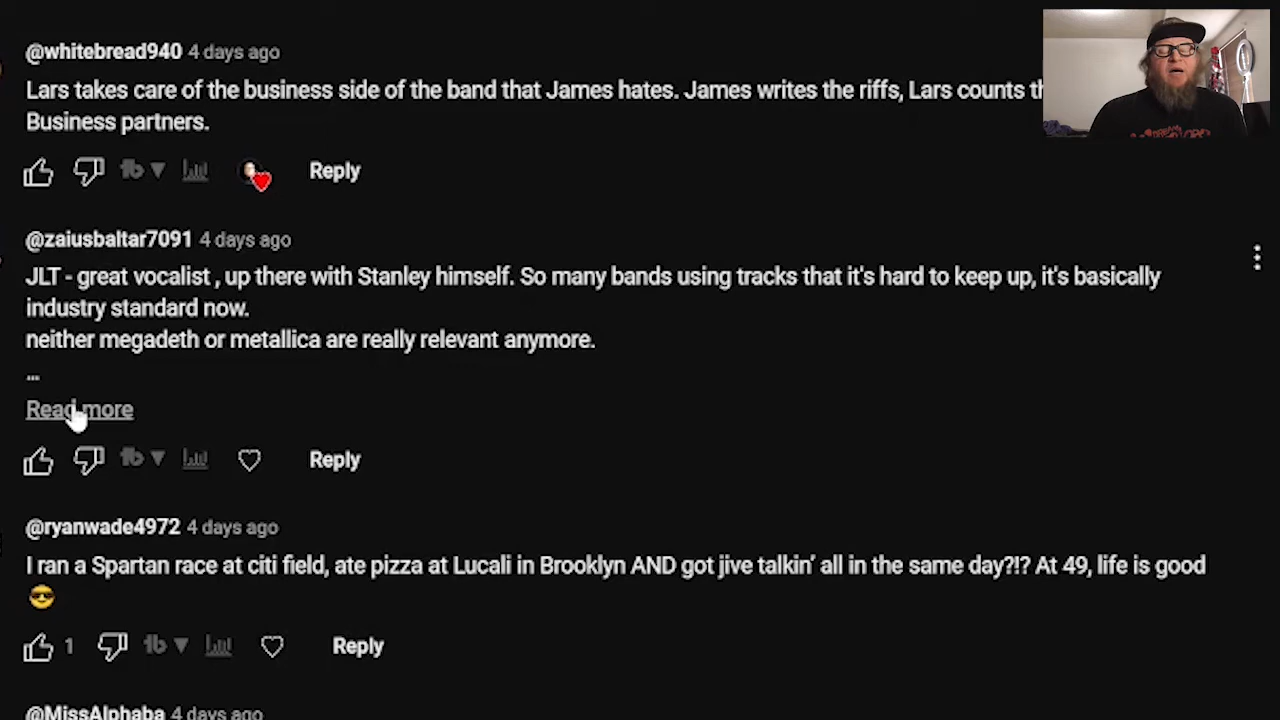 @whitebread940 4 days ago
Lars takes care of the business side of the band that James hates. James writes the riffs, Lars counts
Business partners.
Reply
@zaiusbaltar7091 4 days ago
JLT - great vocalist , up there with Stanley himself. So many bands using tracks that it's hard to keep up, it's basically
industry standard now.
neither megadeth or metallica are really relevant anymore.
...
Read more
Reply
@ryanwade4972 4 days ago
I ran a Spartan race at citi field, ate pizza at Lucali in Brooklyn AND got jive talkin’ all in the same day?!? At 49, life is good
😎
1 Reply
@MissAlphaba 4 days ago